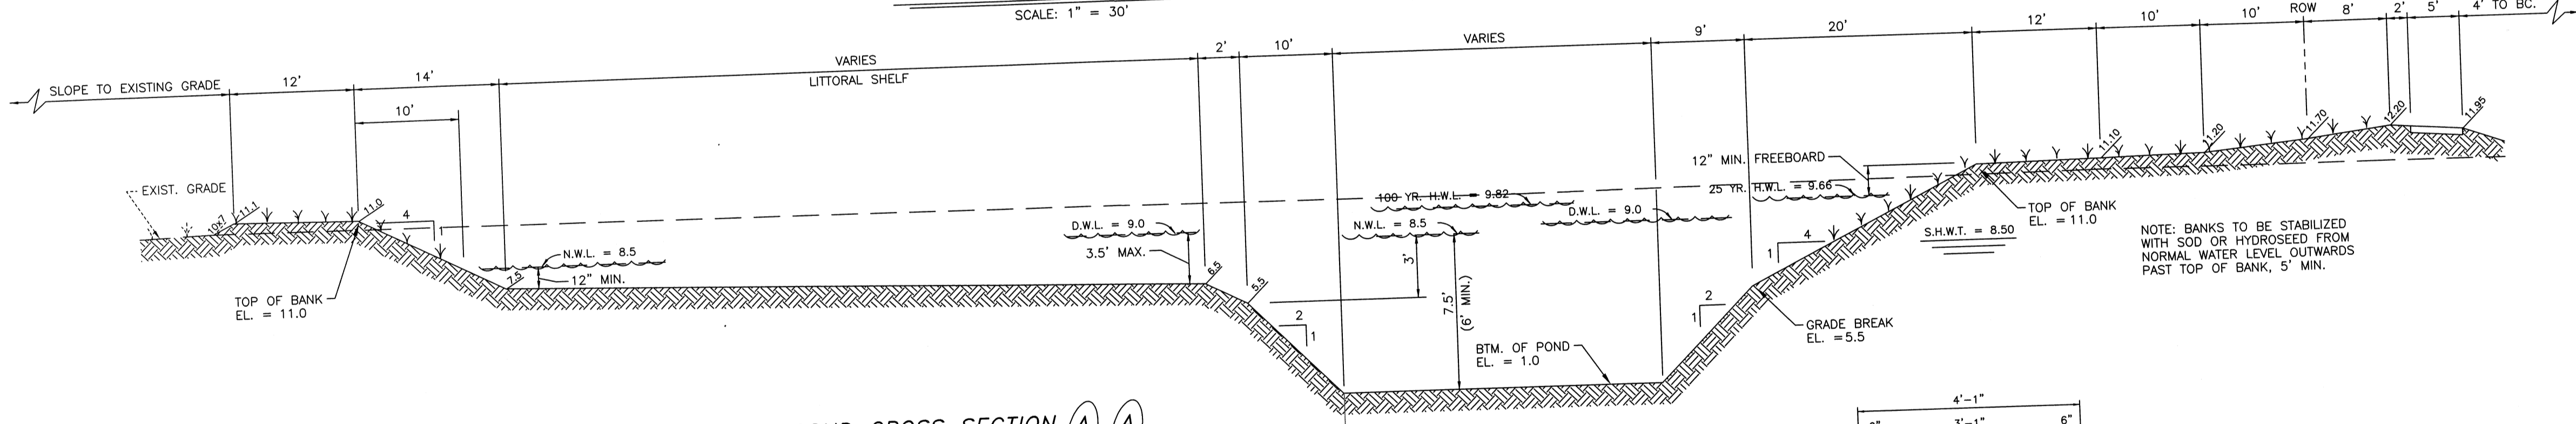 SCALE: 1" = 30'
SLOPE TO EXISTING GRADE
12'
14'
VARIES
LITTORAL SHELF
2'
10'
VARIES
9'
20'
12'
10'
10'
ROW
8'
2'
5'
4' TO BC.
10'
EXIST. GRADE
11.1
11.0
4
1
TOP OF BANK
EL. = 11.0
7.5
N.W.L. = 8.5
12" MIN.
D.W.L. = 9.0
3.5' MAX.
6.5
5.5
2
1
100 YR. H.W.L. = 9.82
N.W.L. = 8.5
3'
7.5'
(6' MIN.)
D.W.L. = 9.0
BTM. OF POND
EL. = 1.0
12" MIN. FREEBOARD
25 YR. H.W.L. = 9.66
4
1
2
1
GRADE BREAK
EL. =5.5
S.H.W.T. = 8.50
TOP OF BANK
EL. = 11.0
11.10
11.20
11.70
12.20
11.95
NOTE: BANKS TO BE STABILIZED
WITH SOD OR HYDROSEED FROM
NORMAL WATER LEVEL OUTWARDS
PAST TOP OF BANK, 5' MIN.
CROSS SECTION A A
4'-1"
3'-1"
6"